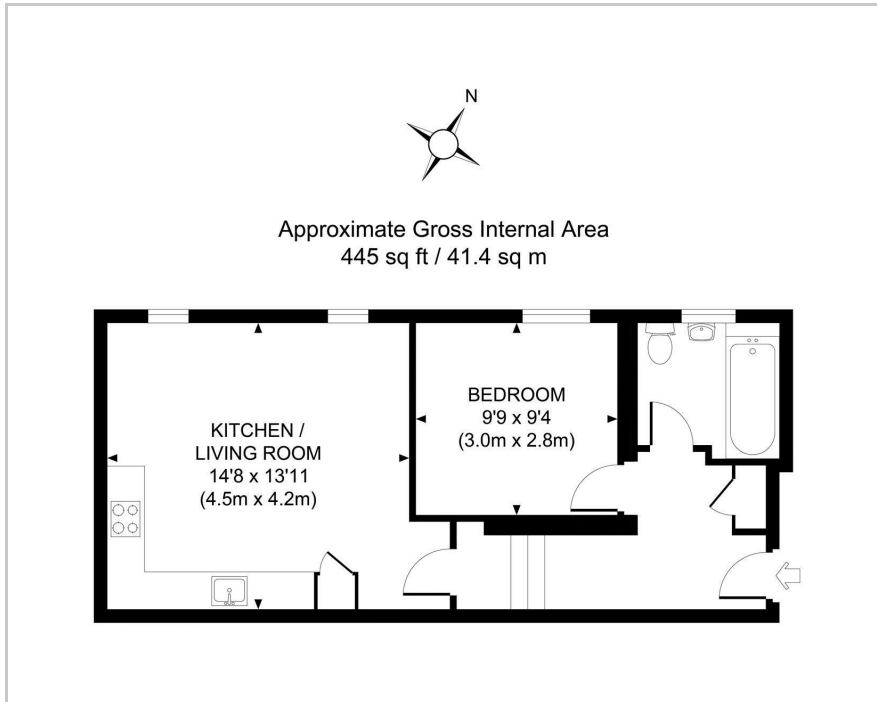 N
Approximate Gross Internal Area
445 sq ft / 41.4 sq m
BEDROOM
9'9 x 9'4
(3.0m x 2.8m)
KITCHEN /
LIVING ROOM
14'8 x 13'11
(4.5m x 4.2m)